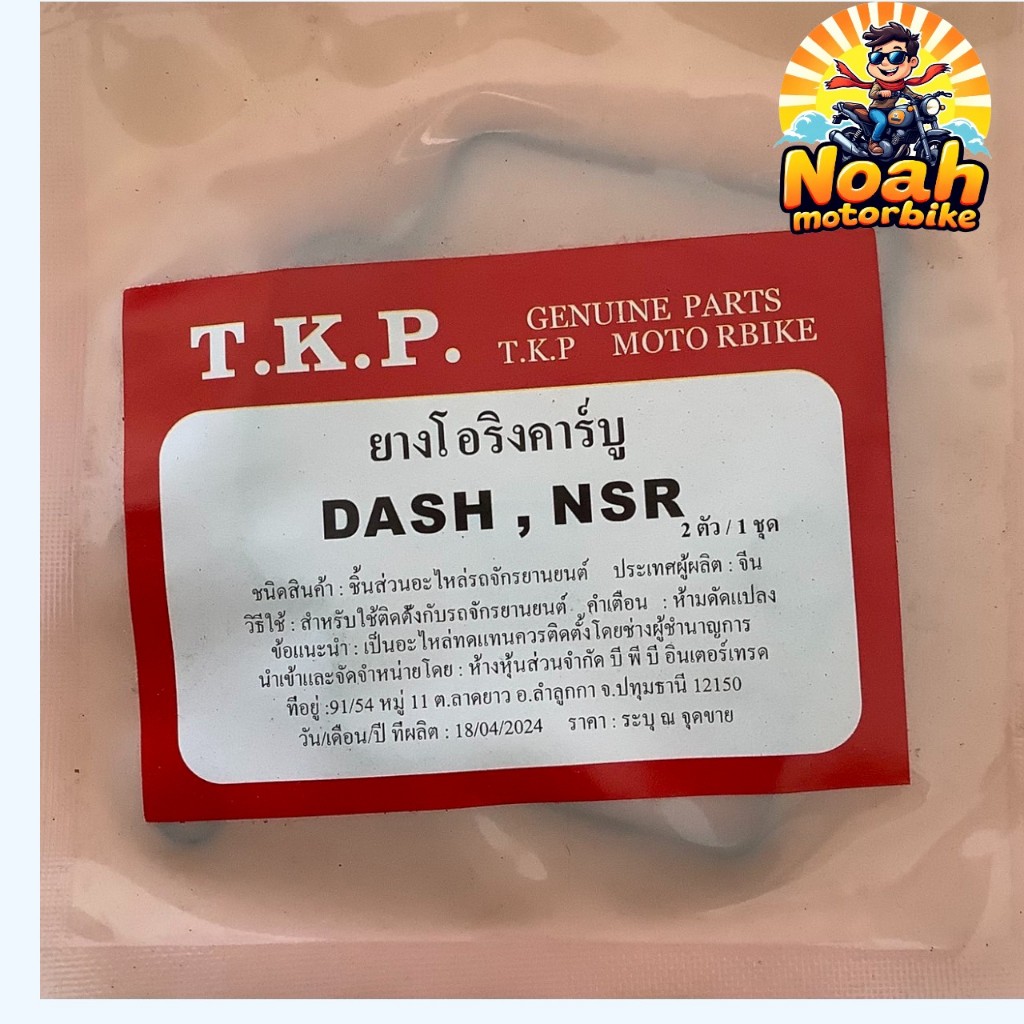 Noah
motorbike
T.K.P.
GENUINE PARTS
T.K.P MOTO RBIKE
ยางโอริงคาร์บู
DASH , NSR
2 ตัว / 1 ชุด
ชนิดสินค้า : ชิ้นส่วนอะไหล่รถจักรยานยนต์ ประเทศผู้ผลิต : จีน
วิธีใช้ : สำหรับใช้ติดตั้งกับรถจักรยานยนต์ คำเตือน : ห้ามดัดแปลง
ข้อแนะนำ : เป็นอะไหล่ทดแทนควรติดตั้งโดยช่างผู้ชำนาญการ
นำเข้าและจัดจำหน่ายโดย : ห้างหุ้นส่วนจำกัด บี พี บี อินเตอร์เทรด
ที่อยู่ :91/54 หมู่ 11 ต.ลาดยาว อ.ลำลูกกา จ.ปทุมธานี 12150
วัน/เดือน/ปี ที่ผลิต : 18/04/2024 ราคา : ระบุ ณ จุดขาย